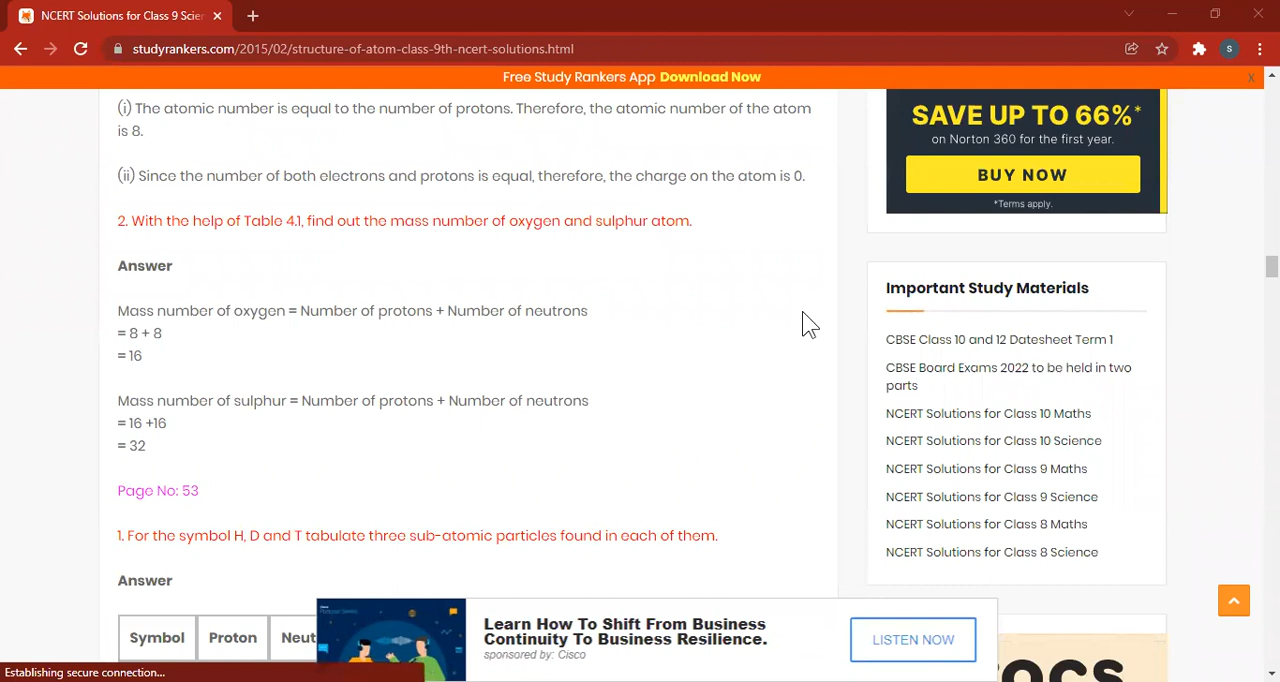 NCERT Solutions for Class 9 Scien
studyrankers.com/2015/02/structure-of-atom-class-9th-ncert-solutions.html
S
Free Study Rankers App Download Now
X
(i) The atomic number is equal to the number of protons. Therefore, the atomic number of the atom
is 8.
(ii) Since the number of both electrons and protons is equal, therefore, the charge on the atom is 0.
2. With the help of Table 4.1, find out the mass number of oxygen and sulphur atom.
Answer
Mass number of oxygen = Number of protons + Number of neutrons
= 8 + 8
= 16
Mass number of sulphur = Number of protons + Number of neutrons
= 16 +16
= 32
Page No: 53
1. For the symbol H, D and T tabulate three sub-atomic particles found in each of them.
Answer
Symbol Proton Neut
SAVE UP TO 66%*
on Norton 360 for the first year.
BUY NOW
*Terms apply.
Important Study Materials
CBSE Class 10 and 12 Datesheet Term 1
CBSE Board Exams 2022 to be held in two
parts
NCERT Solutions for Class 10 Maths
NCERT Solutions for Class 10 Science
NCERT Solutions for Class 9 Maths
NCERT Solutions for Class 9 Science
NCERT Solutions for Class 8 Maths
NCERT Solutions for Class 8 Science
Learn How To Shift From Business
Continuity To Business Resilience.
sponsored by: Cisco
LISTEN NOW
Establishing secure connection...